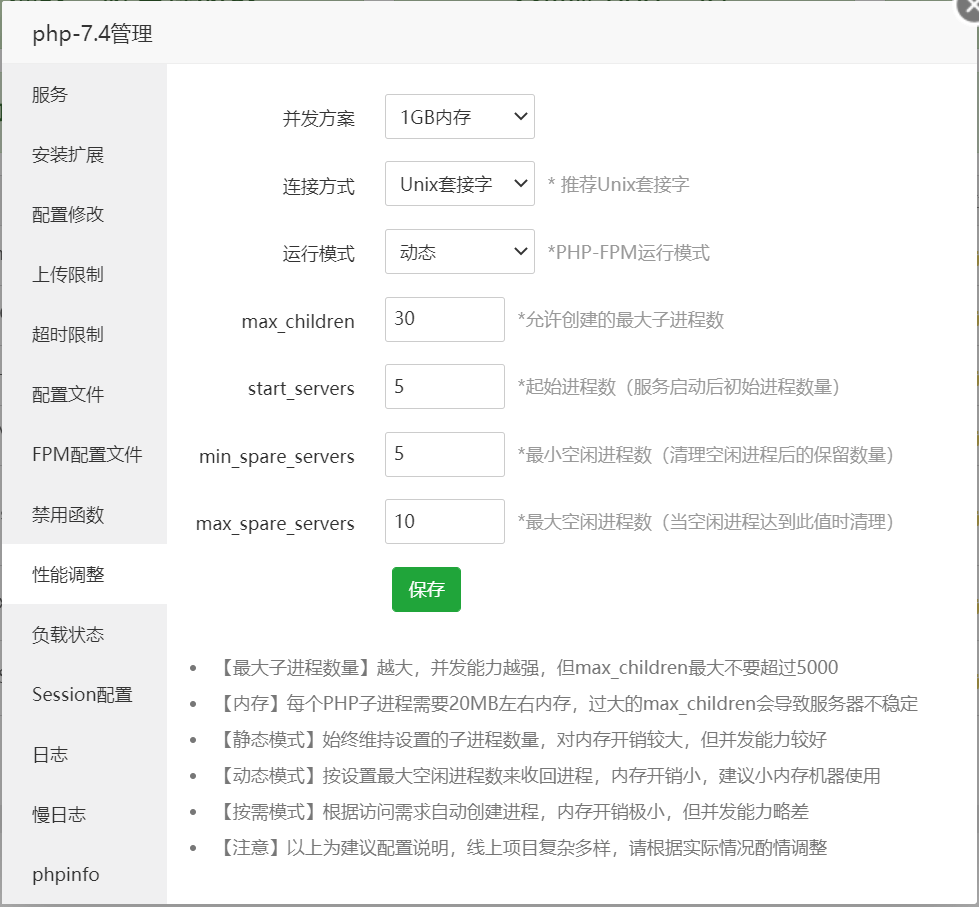 php-7.4管理
服务
安装扩展
配置修改
上传限制
超时限制
配置文件
FPM配置文件
禁用函数
性能调整
负载状态
Session配置
日志
慢日志
phpinfo
并发方案 1GB内存
连接方式 Unix套接字 * 推荐Unix套接字
运行模式 动态 *PHP-FPM运行模式
max_children 30 *允许创建的最大子进程数
start_servers 5 *起始进程数（服务启动后初始进程数量）
min_spare_servers 5 *最小空闲进程数（清理空闲进程后的保留数量）
max_spare_servers 10 *最大空闲进程数（当空闲进程达到此值时清理）
保存
• 【最大子进程数量】越大，并发能力越强，但max_children最大不要超过5000
• 【内存】每个PHP子进程需要20MB左右内存，过大的max_children会导致服务器不稳定
• 【静态模式】始终维持设置的子进程数量，对内存开销较大，但并发能力较好
• 【动态模式】按设置最大空闲进程数来收回进程，内存开销小，建议小内存机器使用
• 【按需模式】根据访问需求自动创建进程，内存开销极小，但并发能力略差
• 【注意】以上为建议配置说明，线上项目复杂多样，请根据实际情况酌情调整